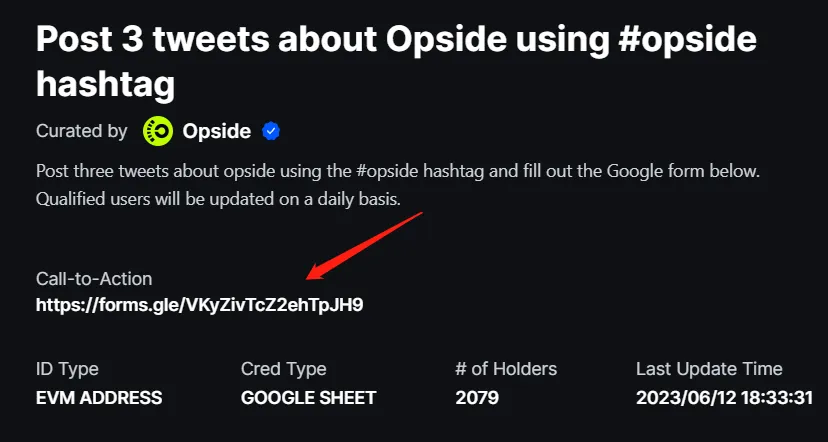 Post 3 tweets about Opside using #opside
hashtag
Curated by Opside
Post three tweets about opside using the #opside hashtag and fill out the Google form below.
Qualified users will be updated on a daily basis.
Call-to-Action
https://forms.gle/VKyZivTcZ2ehTpJH9
ID Type Cred Type # of Holders Last Update Time
EVM ADDRESS GOOGLE SHEET 2079 2023/06/12 18:33:31